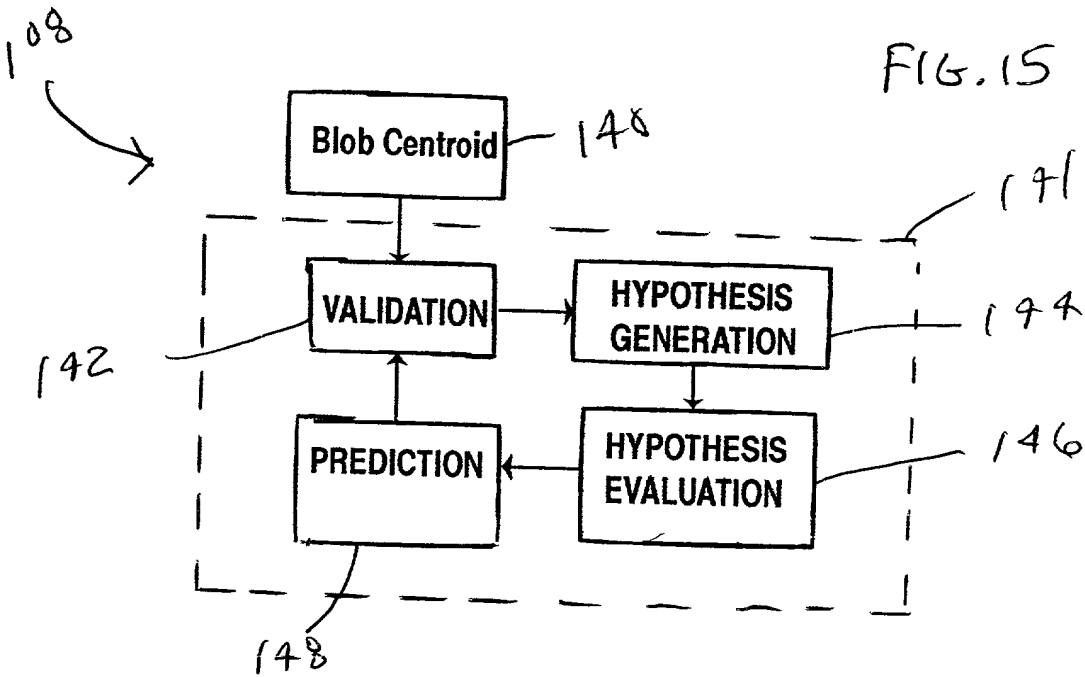 108
FIG. 15
Blob Centroid
140
141
VALIDATION
HYPOTHESIS
GENERATION
144
142
PREDICTION
HYPOTHESIS
EVALUATION
146
148